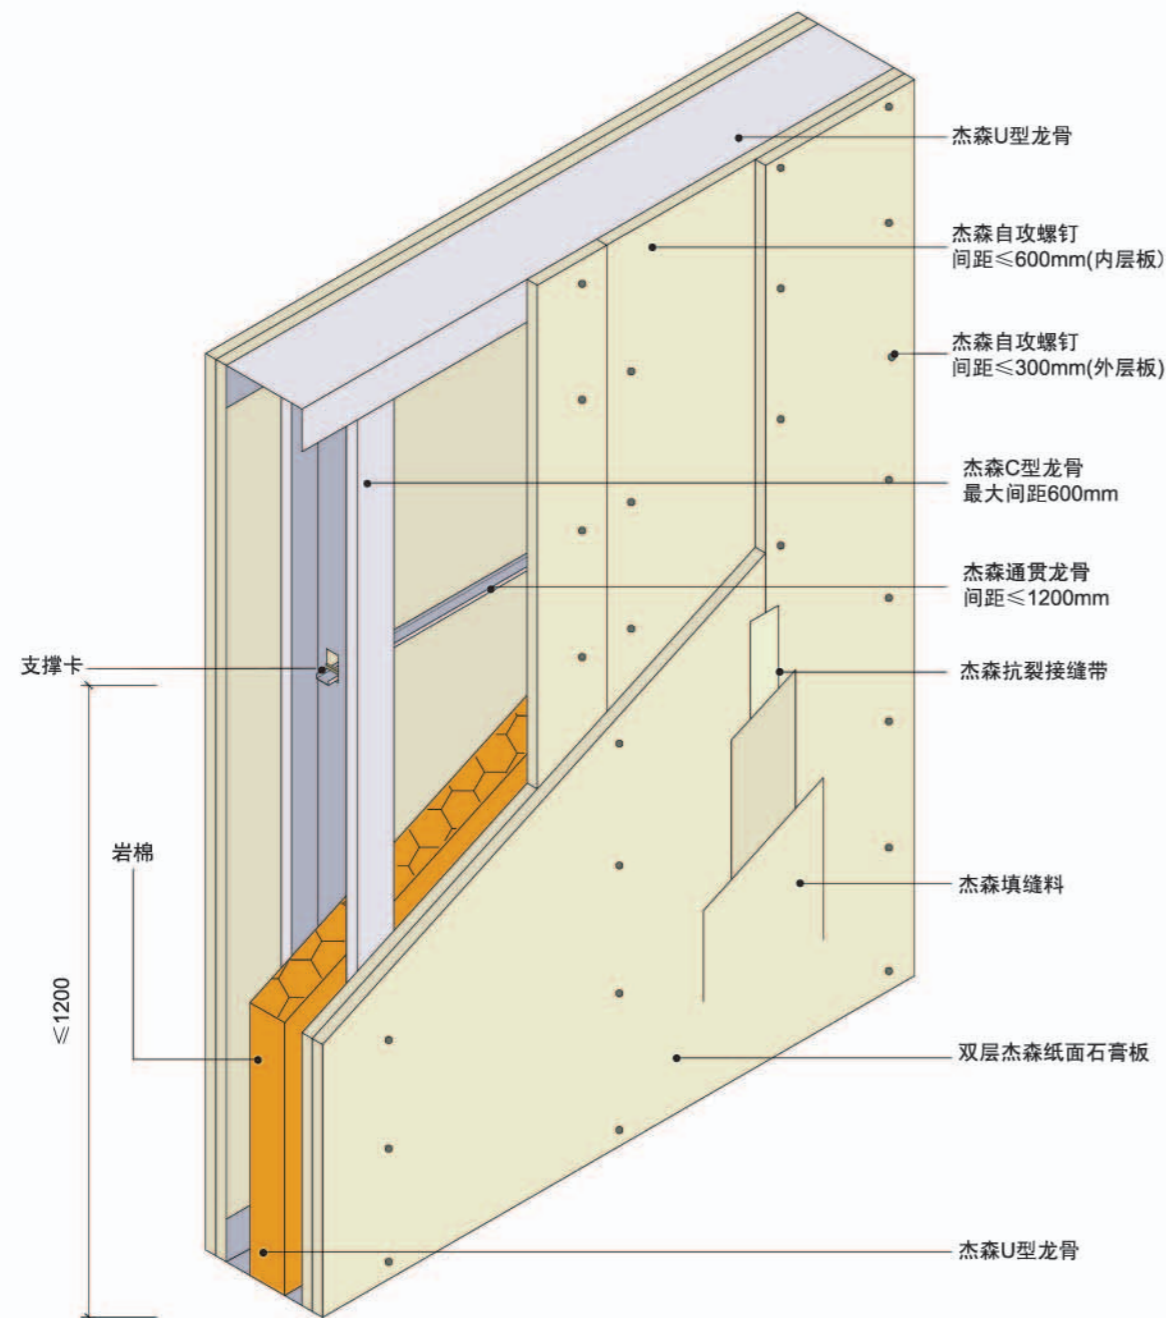 杰森U型龙骨
杰森自攻螺钉
间距≤600mm(内层板)
杰森自攻螺钉
间距≤300mm(外层板)
杰森C型龙骨
最大间距600mm
杰森通贯龙骨
间距≤1200mm
支撑卡
杰森抗裂接缝带
岩棉
杰森填缝料
≤1200
双层杰森纸面石膏板
杰森U型龙骨